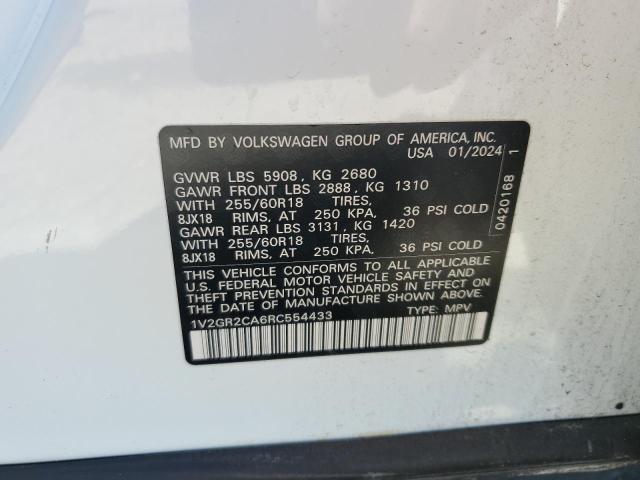 MFD BY VOLKSWAGEN GROUP OF AMERICA, INC.
USA 01/2024
GVWR LBS 5908, KG 2680
GAWR FRONT LBS 2888, KG 1310
WITH 255/60R18 TIRES,
8JX18 RIMS, AT 250 KPA, 36 PSI COLD
GAWR REAR LBS 3131, KG 1420
WITH 255/60R18 TIRES,
8JX18 RIMS, AT 250 KPA, 36 PSI COLD
THIS VEHICLE CONFORMS TO ALL APPLICABLE
U.S. FEDERAL MOTOR VEHICLE SAFETY AND
THEFT PREVENTION STANDARDS IN EFFECT ON
THE DATE OF MANUFACTURE SHOWN ABOVE.
1V2GR2CA6RC554433 TYPE: MPV
0420168 1